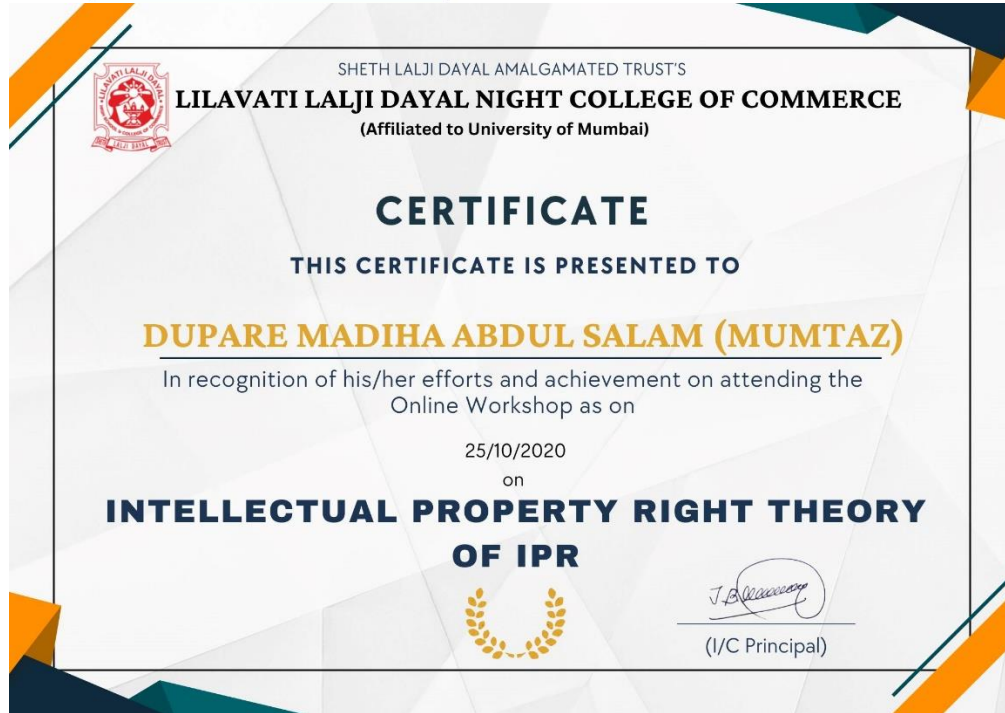 SHETH LALJI DAYAL AMALGAMATED TRUST'S
LILAVATI LALJI DAYAL NIGHT COLLEGE OF COMMERCE
(Affiliated to University of Mumbai)
CERTIFICATE
THIS CERTIFICATE IS PRESENTED TO
DUPARE MADIHA ABDUL SALAM (MUMTAZ)
In recognition of his/her efforts and achievement on attending the
Online Workshop as on
25/10/2020
on
INTELLECTUAL PROPERTY RIGHT THEORY
OF IPR
(I/C Principal)